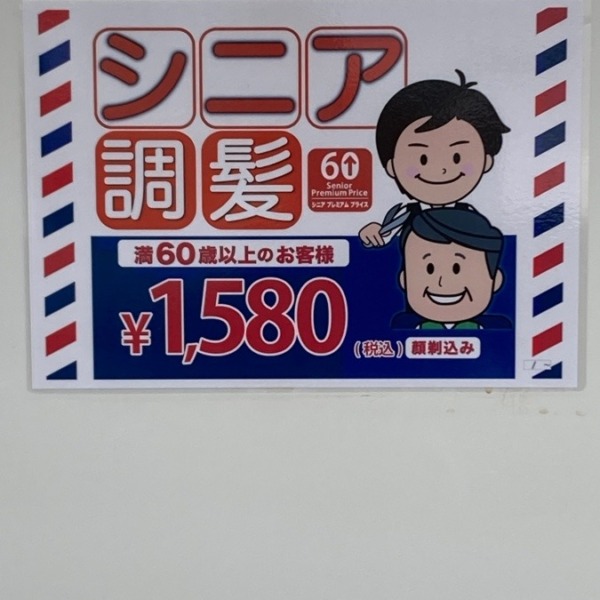 シニア
調髪
60↑
Senior
Premium Price
シニア プレミアム プライス
満60歳以上のお客様
¥1,580
(税込) 顔剃込み